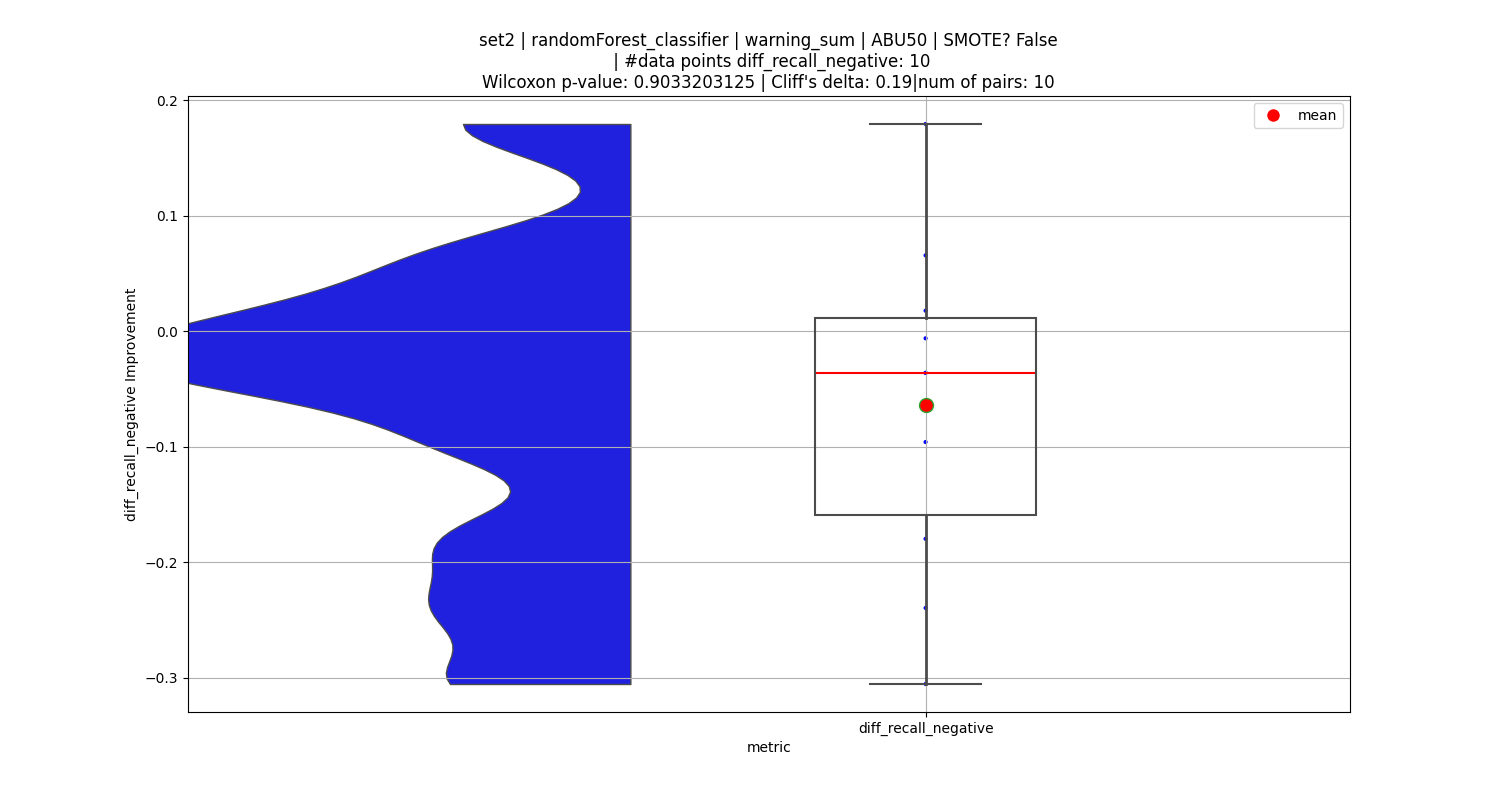 set2 | randomForest_classifier | warning_sum | ABU50 | SMOTE? False
| #data points diff_recall_negative: 10
Wilcoxon p-value: 0.9033203125 | Cliff's delta: 0.19|num of pairs: 10
mean
0.2
0.1
0.0
−0.1
−0.2
−0.3
diff_recall_negative Improvement
diff_recall_negative
metric